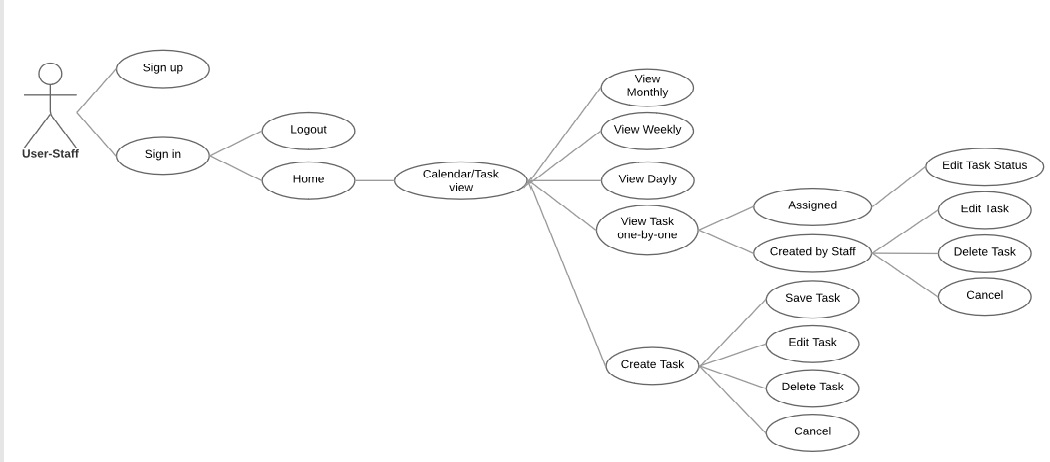 Sign up
User-Staff
Sign in
Logout
Home
Calendar/Task
view
View
Monthly
View Weekly
View Dayly
View Task
one-by-one
Assigned
Created by Staff
Edit Task Status
Edit Task
Delete Task
Cancel
Create Task
Save Task
Edit Task
Delete Task
Cancel